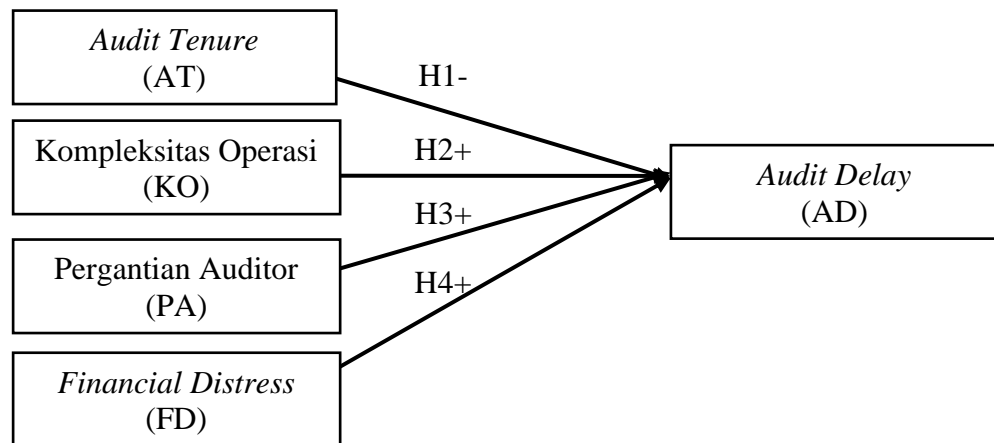 Audit Tenure
(AT)
H1-
Kompleksitas Operasi
(KO)
H2+
Audit Delay
(AD)
H3+
Pergantian Auditor
(PA)
H4+
Financial Distress
(FD)